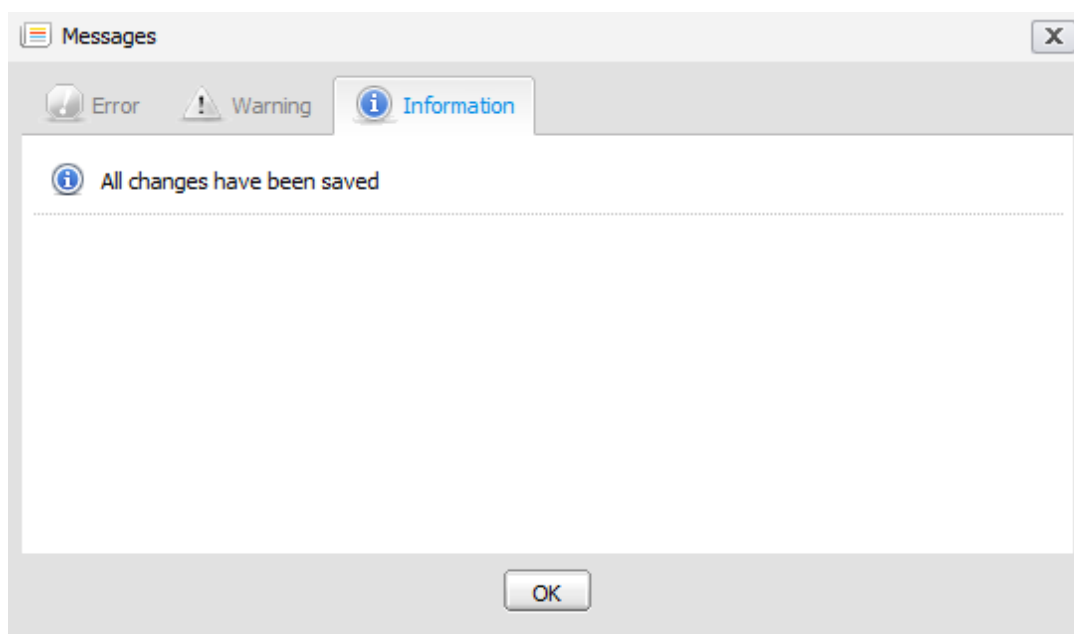 Messages
Error Warning Information
All changes have been saved
OK